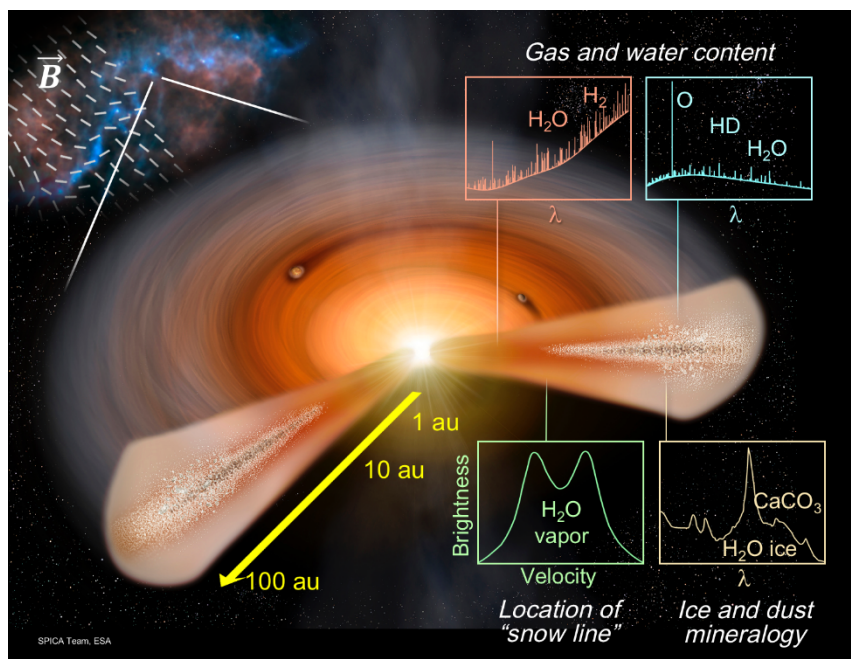 B
Gas and water content
H₂O
H₂
λ
O
HD
H₂O
λ
1 au
10 au
100 au
Brightness
H₂O
vapor
Velocity
CaCO₃
H₂O ice
λ
Location of
“snow line”
Ice and dust
mineralogy
SPICA Team, ESA